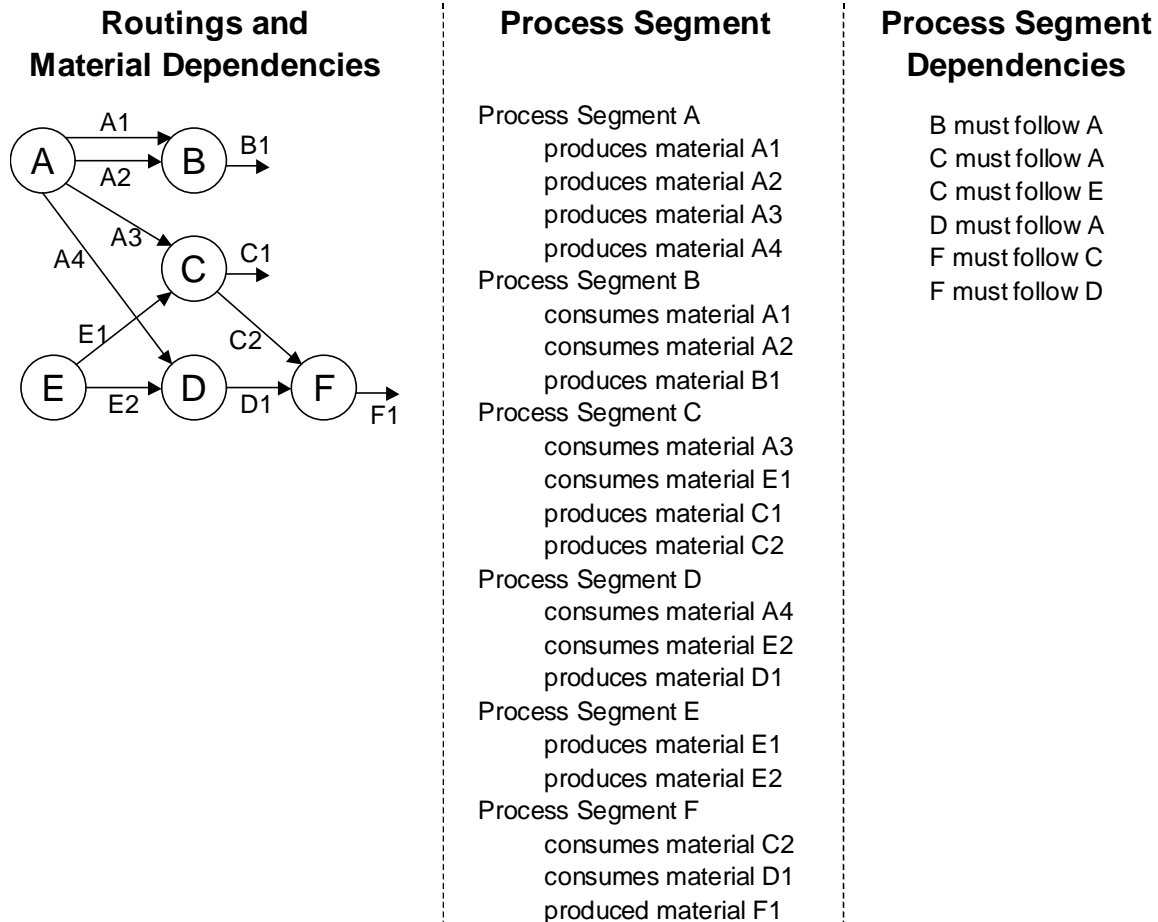 Routings and
Material Dependencies
A1
A
A2
B
B1
A3
A4
C
C1
E1
C2
E
E2
D
D1
F
F1
Process Segment
Process Segment A
produces material A1
produces material A2
produces material A3
produces material A4
Process Segment B
consumes material A1
consumes material A2
produces material B1
Process Segment C
consumes material A3
consumes material E1
produces material C1
produces material C2
Process Segment D
consumes material A4
consumes material E2
produces material D1
Process Segment E
produces material E1
produces material E2
Process Segment F
consumes material C2
consumes material D1
produced material F1
Process Segment
Dependencies
B must follow A
C must follow A
C must follow E
D must follow A
F must follow C
F must follow D